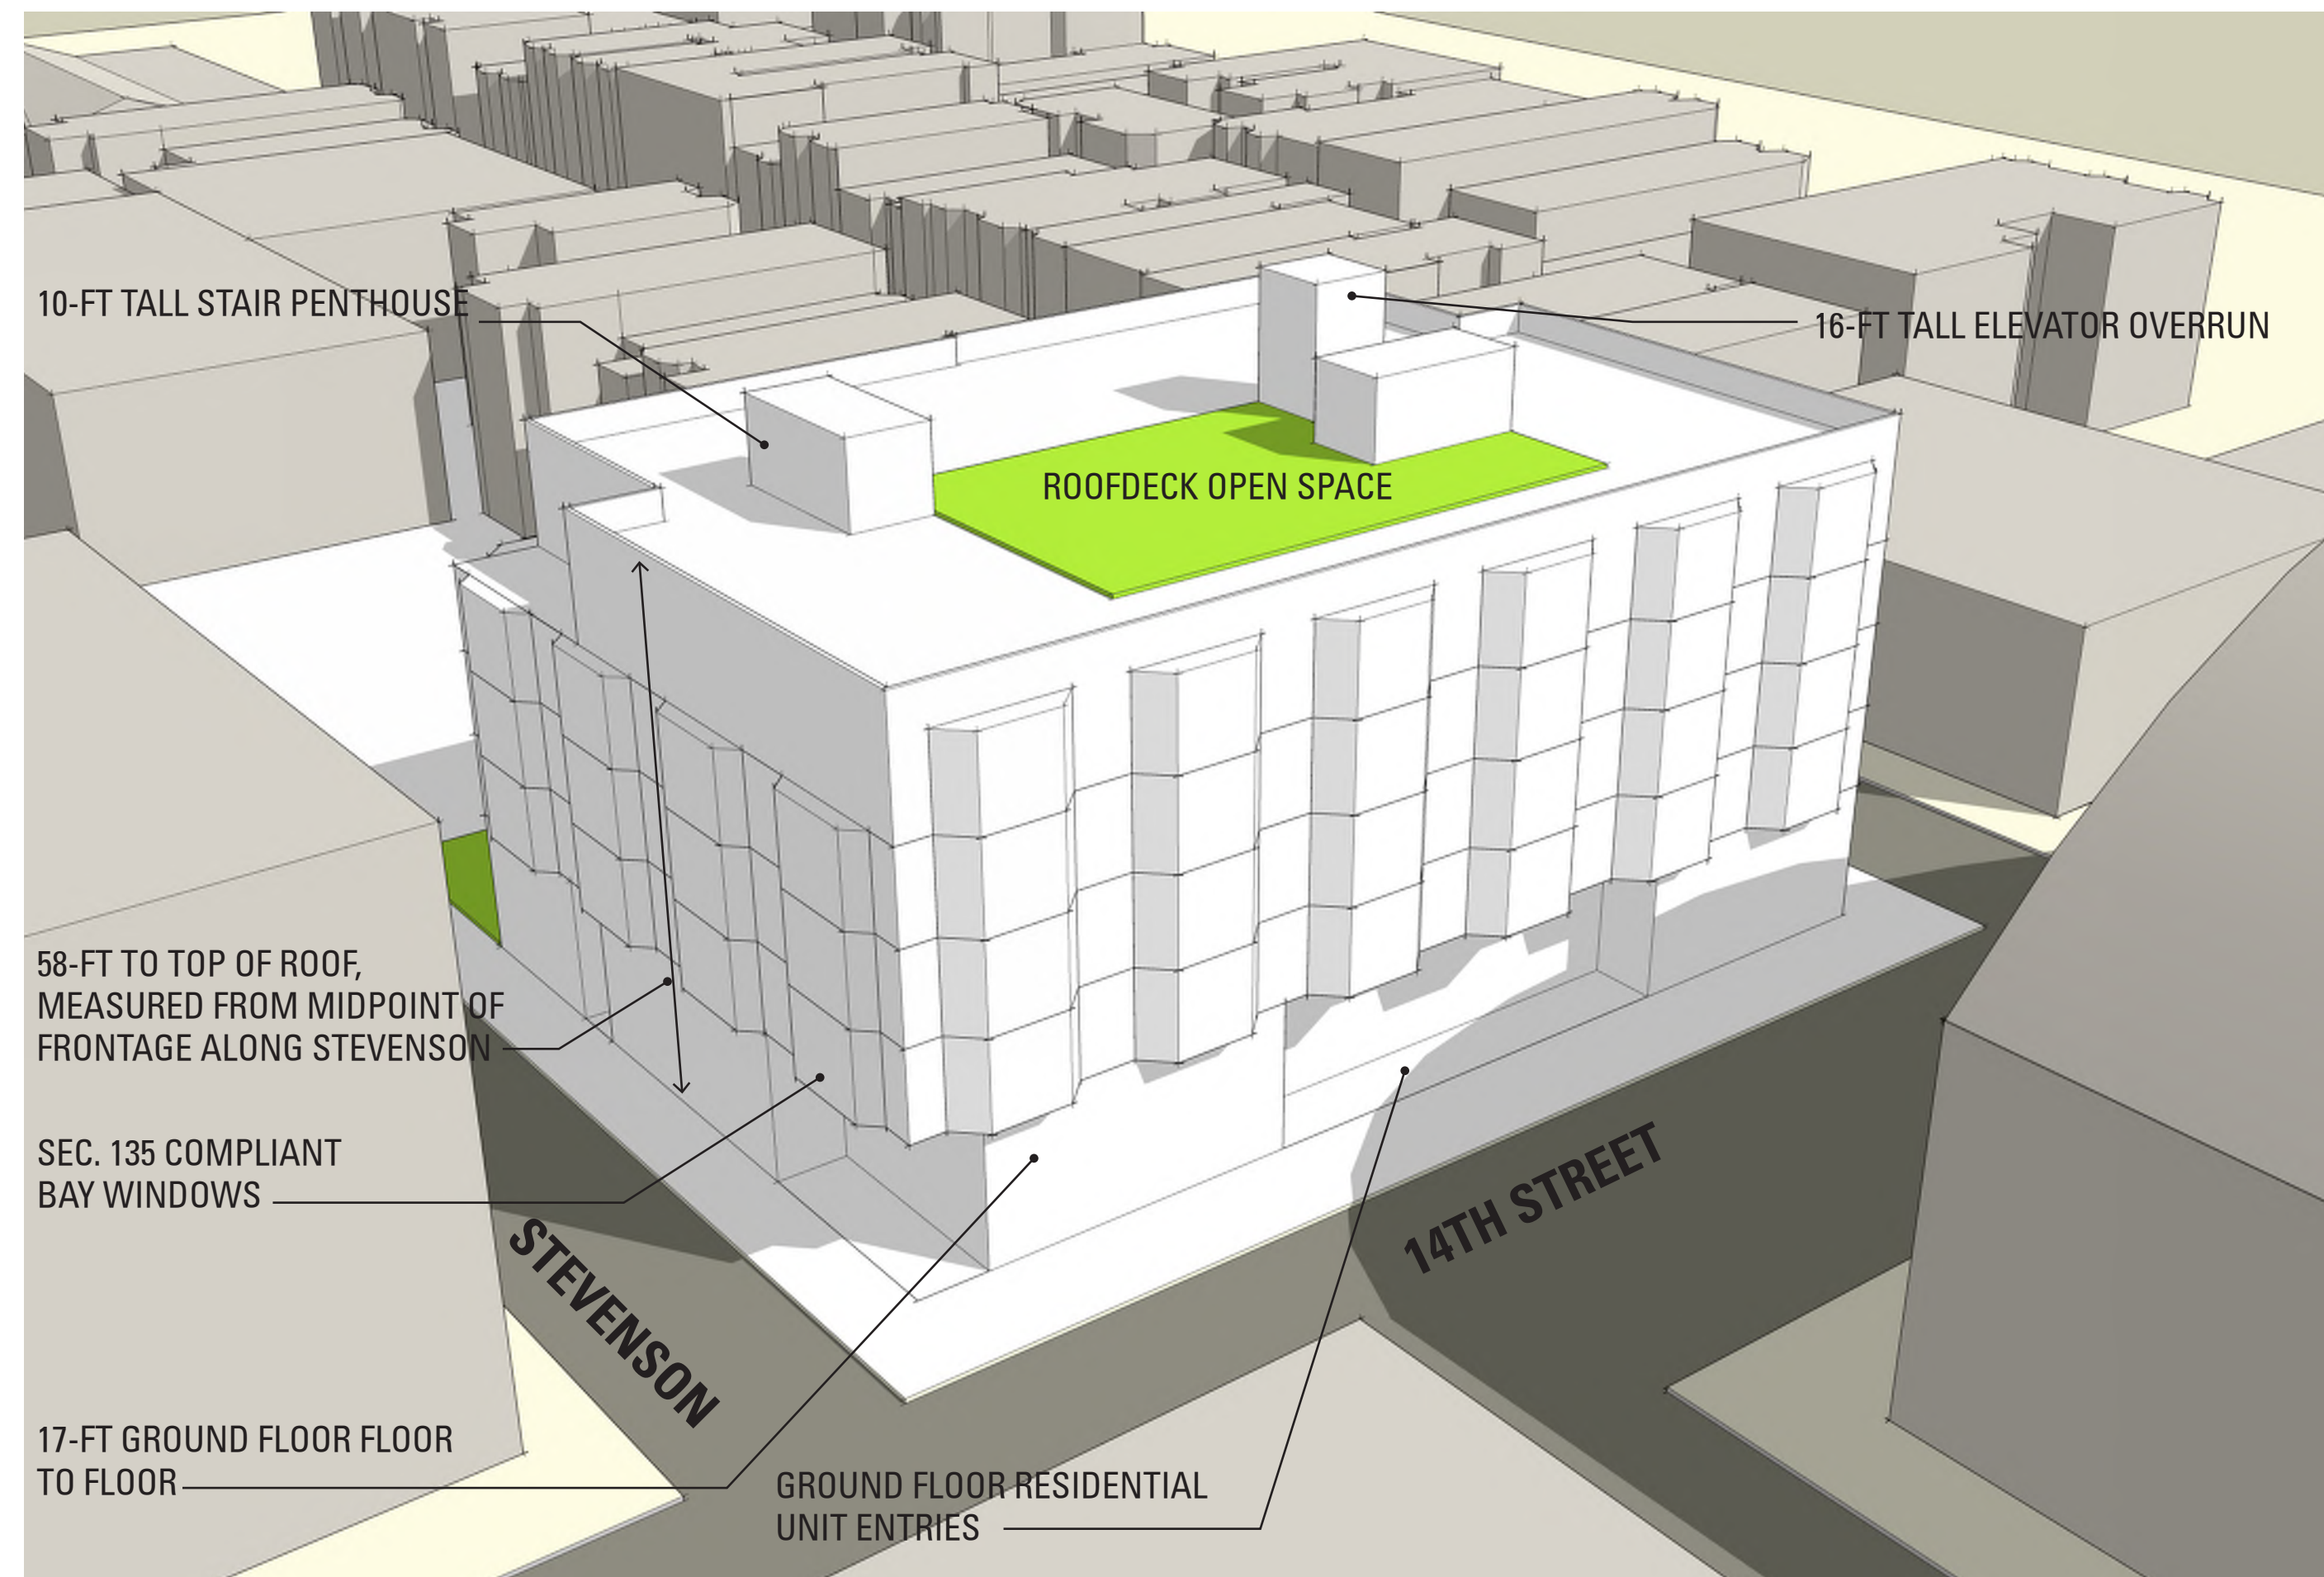 10-FT TALL STAIR PENTHOUSE
16-FT TALL ELEVATOR OVERRUN
ROOFDECK OPEN SPACE
58-FT TO TOP OF ROOF,
MEASURED FROM MIDPOINT OF
FRONTAGE ALONG STEVENSON
SEC. 135 COMPLIANT
BAY WINDOWS
STEVENSON
14TH STREET
17-FT GROUND FLOOR FLOOR
TO FLOOR
GROUND FLOOR RESIDENTIAL
UNIT ENTRIES